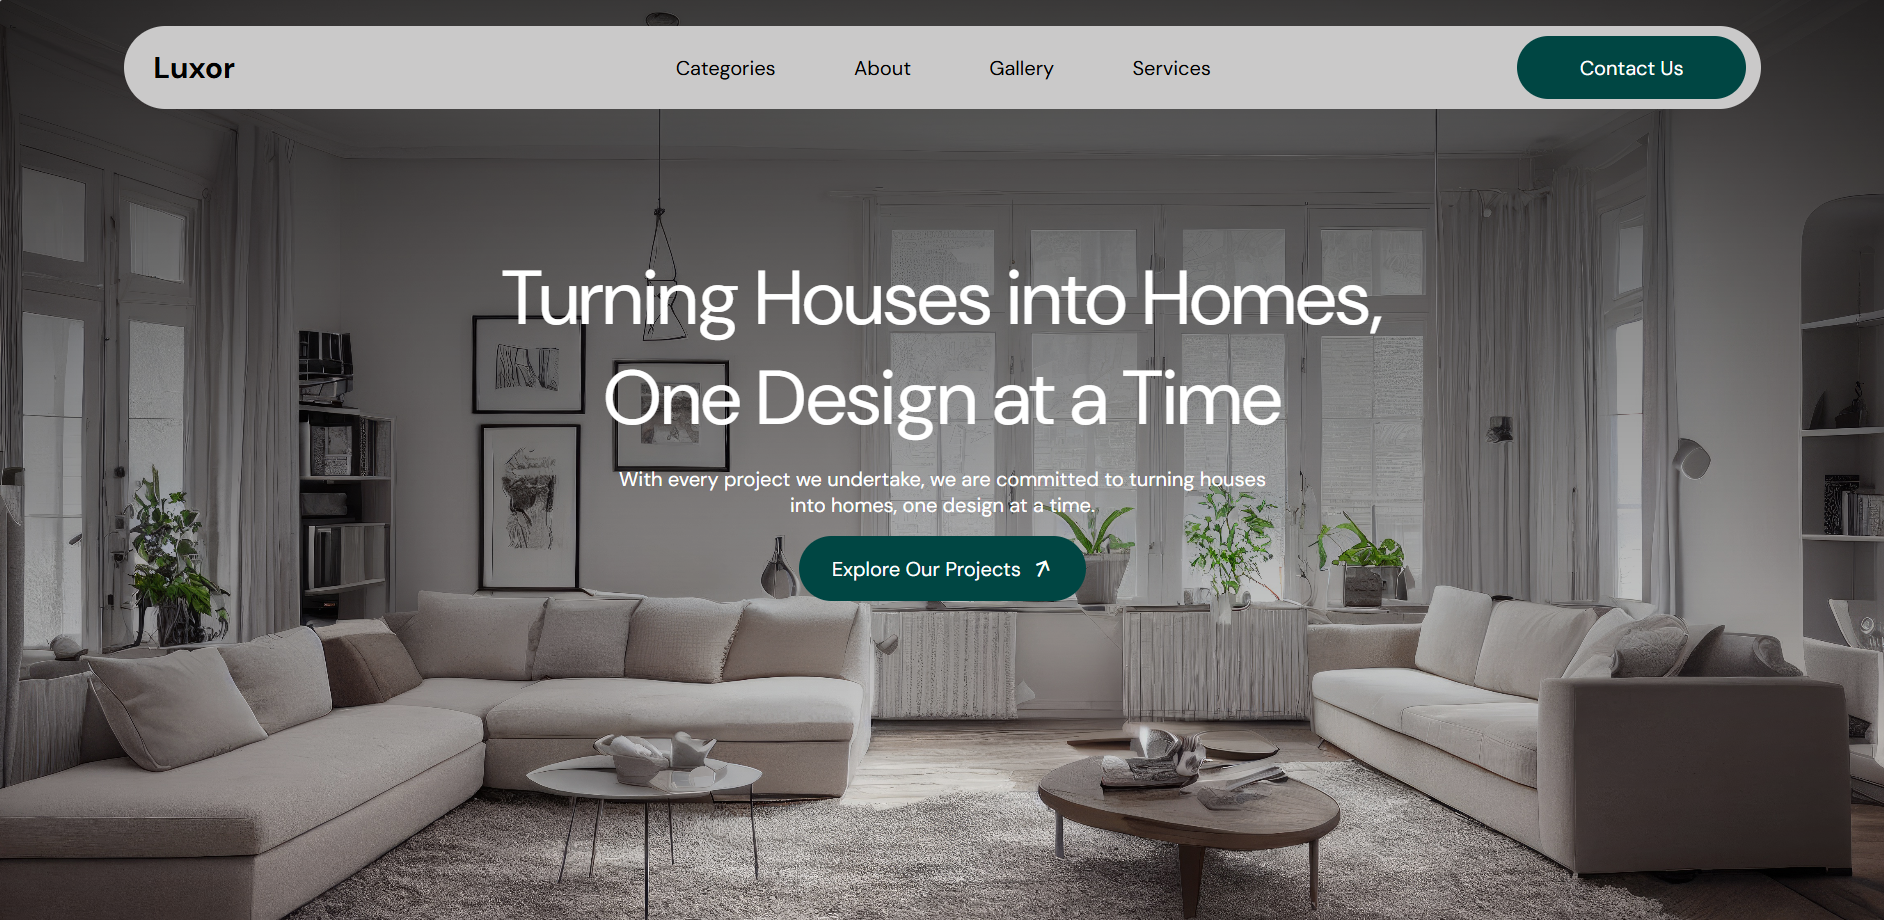 Luxor
Categories
About
Gallery
Services
Contact Us
Turning Houses into Homes,
One Design at a Time
With every project we undertake, we are committed to turning houses
into homes, one design at a time.
Explore Our Projects